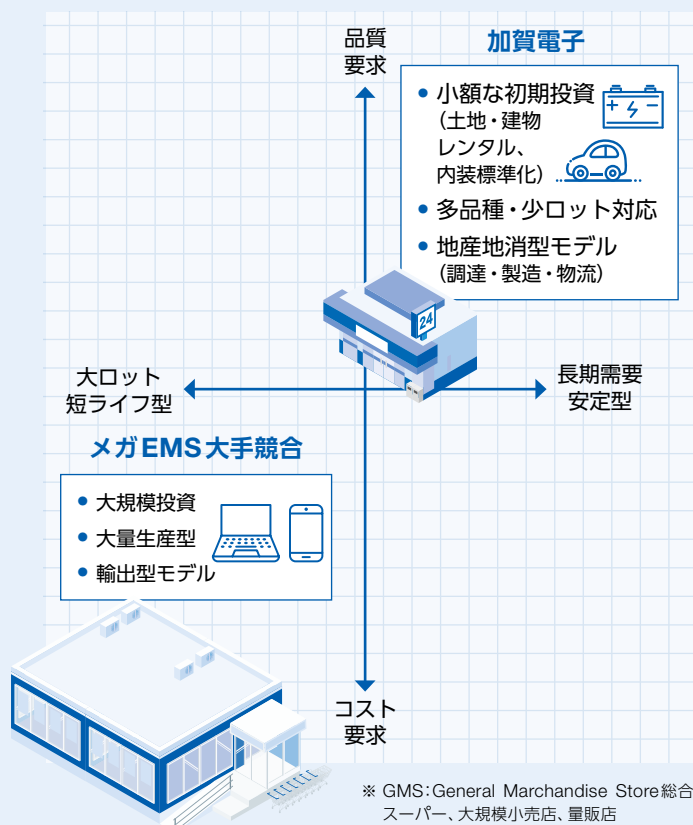 品質
要求
加賀電子
• 小額な初期投資
（土地・建物
レンタル、
内装標準化）
• 多品種・少ロット対応
• 地産地消型モデル
（調達・製造・物流）
24
大ロット
短ライフ型
長期需要
安定型
メガEMS大手競合
• 大規模投資
• 大量生産型
• 輸出型モデル
コスト
要求
※ GMS：General Marchandise Store総合
スーパー、大規模小売店、量販店